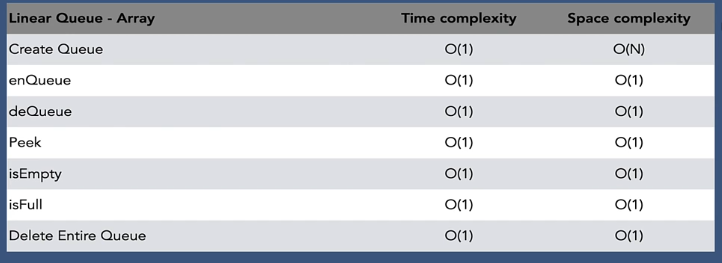 Linear Queue - Array Time complexity Space complexity
Create Queue O(1) O(N)
enQueue O(1) O(1)
deQueue O(1) O(1)
Peek O(1) O(1)
isEmpty O(1) O(1)
isFull O(1) O(1)
Delete Entire Queue O(1) O(1)